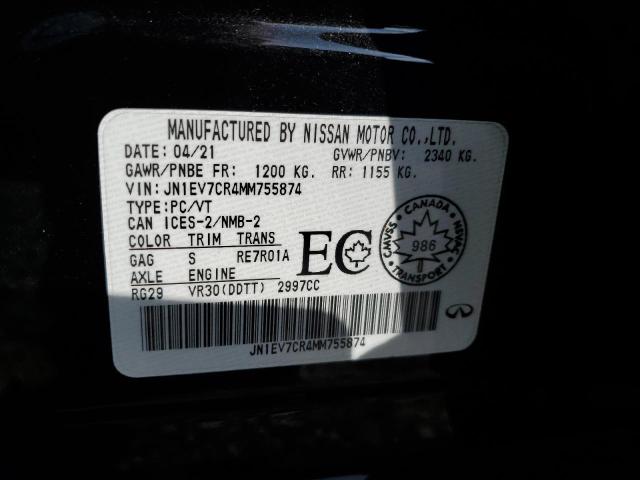 MANUFACTURED BY NISSAN MOTOR CO.,LTD.
DATE: 04/21 GVWR/PNBV: 2340 KG.
GAWR/PNBE FR: 1200 KG. RR: 1155 KG.
VIN: JN1EV7CR4MM755874
TYPE: PC/VT
CAN ICES-2/NMB-2
COLOR TRIM TRANS
GAG S RE7R01A
AXLE ENGINE
RG29 VR30(DDTT) 2997CC
EC
CANADA
CMVSS 986 NSVAC
TRANSPORT
JN1EV7CR4MM755874